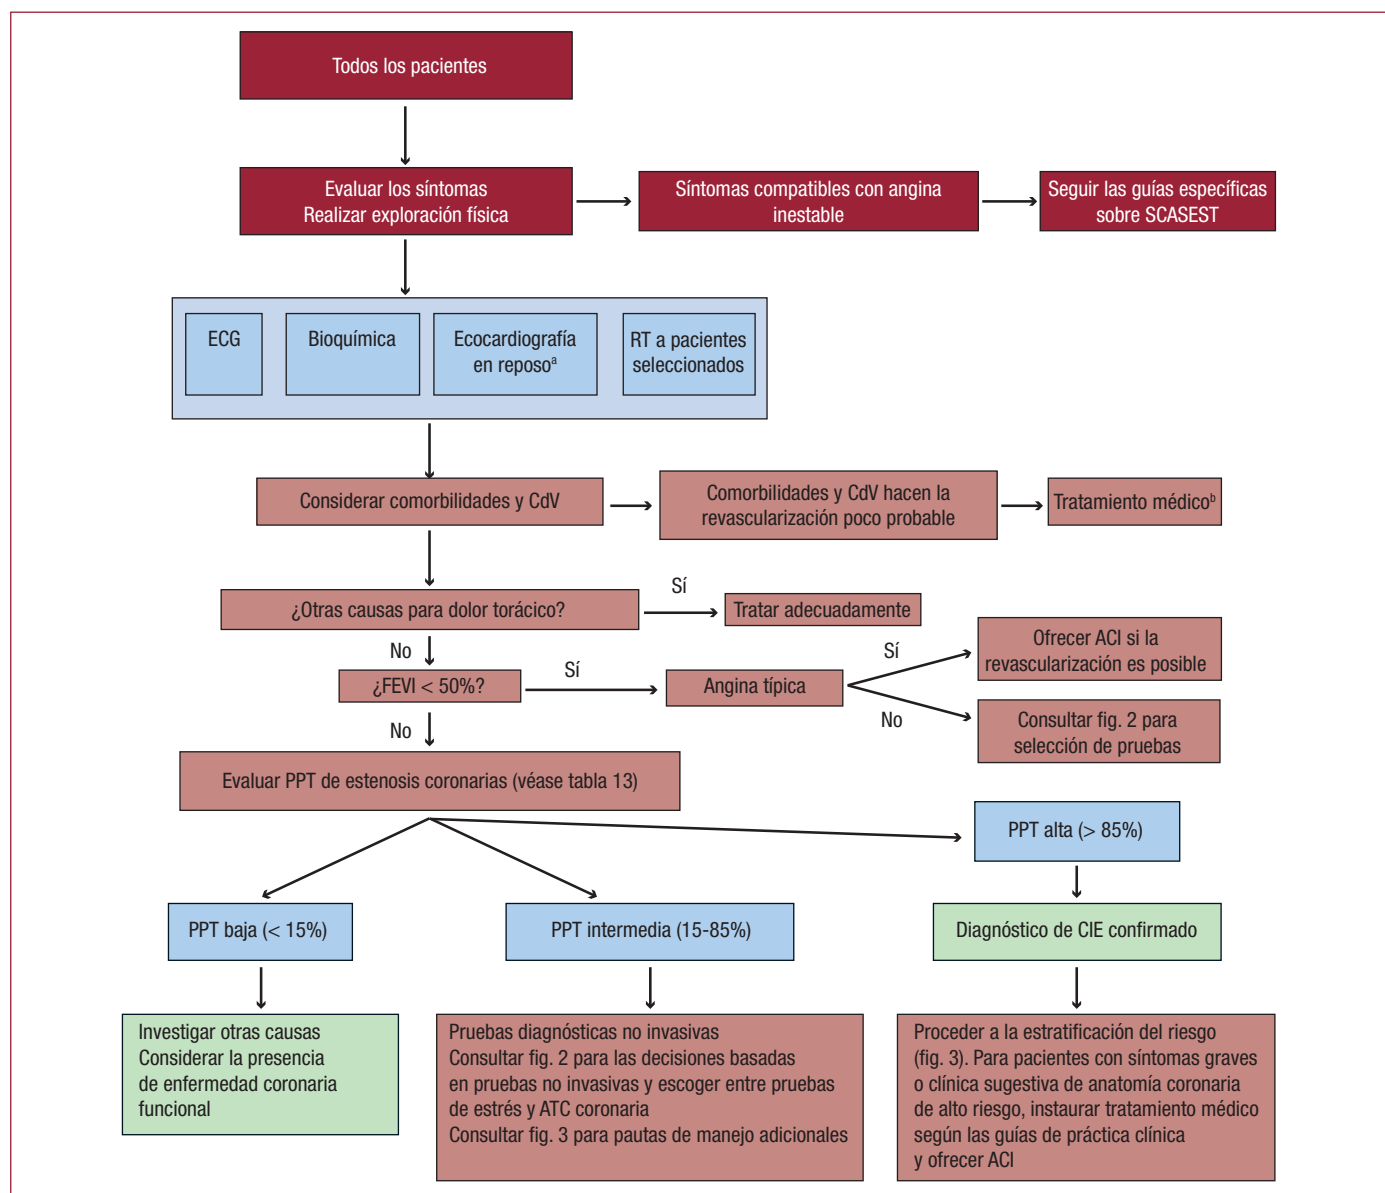 Todos los pacientes
Evaluar los síntomas
Realizar exploración física
Síntomas compatibles con angina
inestable
Seguir las guías específicas
sobre SCASEST
ECG
Bioquímica
Ecocardiografía
en reposoᵃ
RT a pacientes
seleccionados
Considerar comorbilidades y CdV
Comorbilidades y CdV hacen la
revascularización poco probable
Tratamiento médicoᵇ
¿Otras causas para dolor torácico?
Sí
Tratar adecuadamente
No
¿FEVI < 50%?
Sí
Angina típica
Sí
Ofrecer ACI si la
revascularización es posible
No
Consultar fig. 2 para
selección de pruebas
No
Evaluar PPT de estenosis coronarias (véase tabla 13)
PPT alta (> 85%)
PPT baja (< 15%)
PPT intermedia (15-85%)
Diagnóstico de CIE confirmado
Investigar otras causas
Considerar la presencia
de enfermedad coronaria
funcional
Pruebas diagnósticas no invasivas
Consultar fig. 2 para las decisiones basadas
en pruebas no invasivas y escoger entre pruebas
de estrés y ATC coronaria
Consultar fig. 3 para pautas de manejo adicionales
Proceder a la estratificación del riesgo
(fig. 3). Para pacientes con síntomas graves
o clínica sugestiva de anatomía coronaria
de alto riesgo, instaurar tratamiento médico
según las guías de práctica clínica
y ofrecer ACI